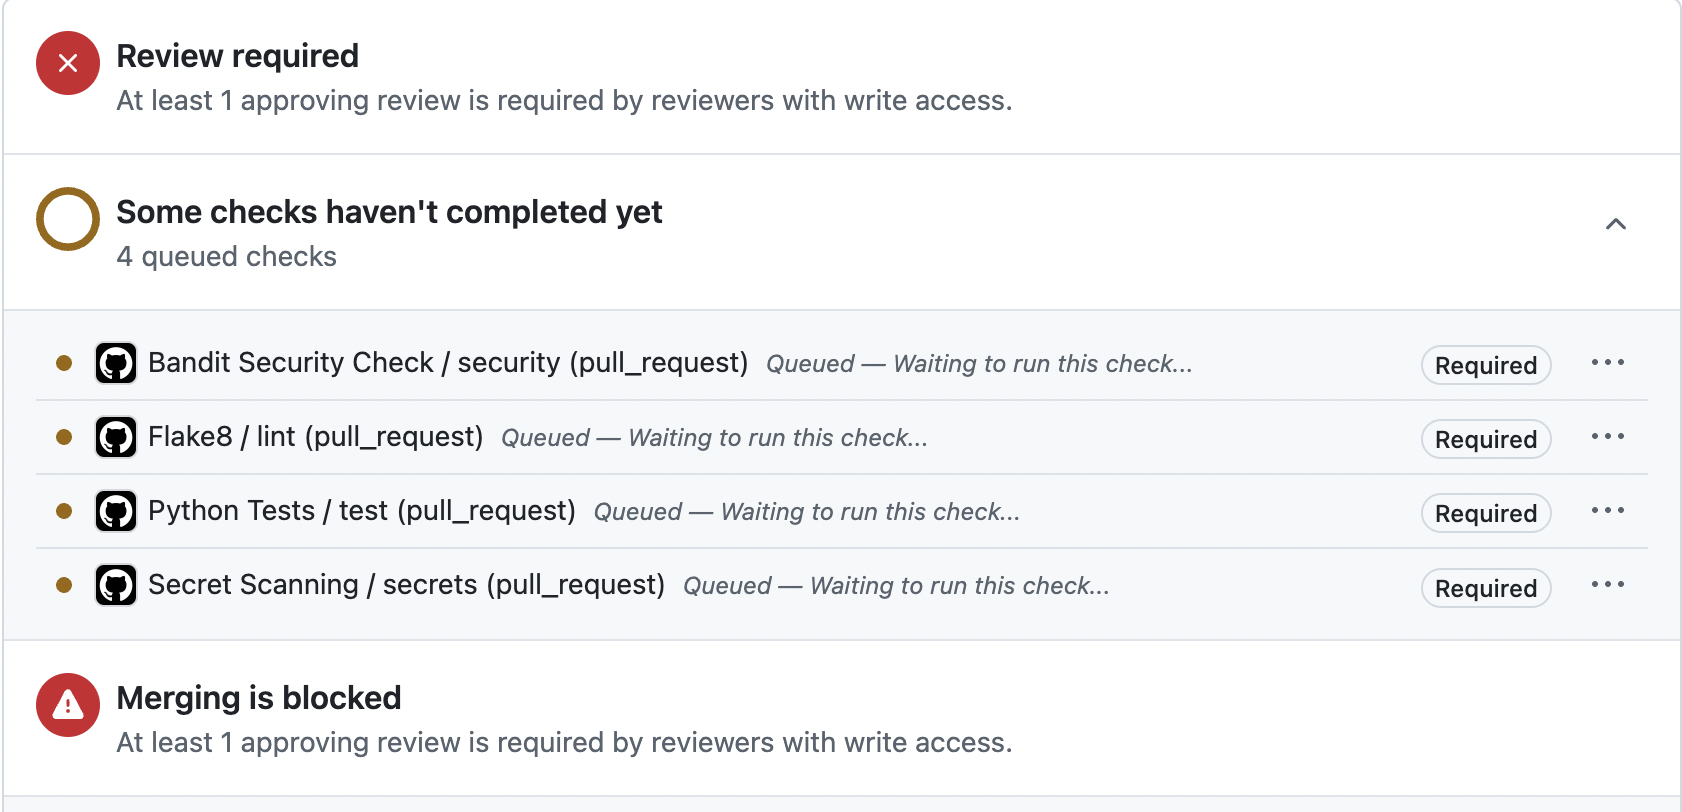 Review required
At least 1 approving review is required by reviewers with write access.
Some checks haven't completed yet
4 queued checks
Bandit Security Check / security (pull_request) Queued — Waiting to run this check... Required
Flake8 / lint (pull_request) Queued — Waiting to run this check... Required
Python Tests / test (pull_request) Queued — Waiting to run this check... Required
Secret Scanning / secrets (pull_request) Queued — Waiting to run this check... Required
Merging is blocked
At least 1 approving review is required by reviewers with write access.